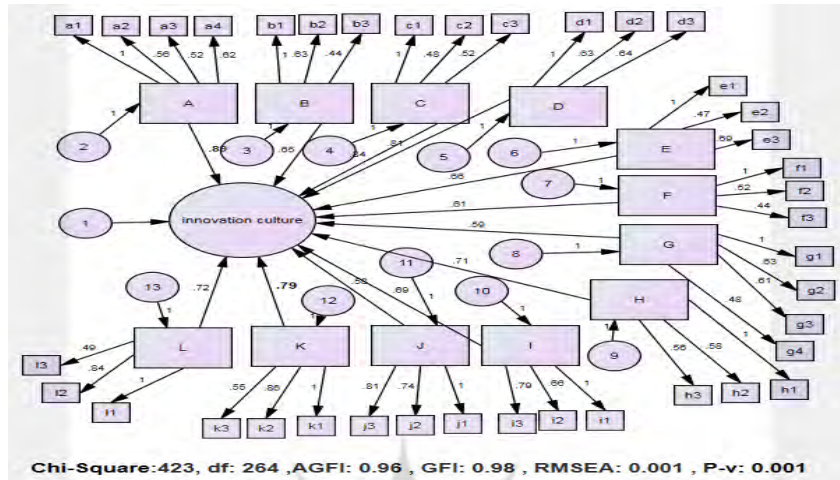 a1 a2 a3 a4 b1 b2 b3 c1 c2 c3 d1 d2 d3
1 .56 .52 .62 1 .63 .44 1 .48 .52 1 .63 .64
A B C D
e1
1 .47 e2
.69 e3
2 1 3 1 4 1 5 1 6 1 E
.65 .84 .81
.66 7 1 F 1 f1
.52 f2
.44 f3
1 innovation culture .61
.59 8 1 G 1 g1
.63 g2
.61 g3
.48 g4
.71 H
1 9 .56 .58 1
h3 h2 h1
13 .72 .79 12 .58 11 .69 10
1 1 1 1
L K J I
l3 .49
l2 .84
l1 1
.55 .86 1 .81 .74 1 .79 .66 1
k3 k2 k1 j3 j2 j1 i3 i2 i1
Chi-Square:423, df: 264 ,AGFI: 0.96 , GFI: 0.98 , RMSEA: 0.001 , P-v: 0.001